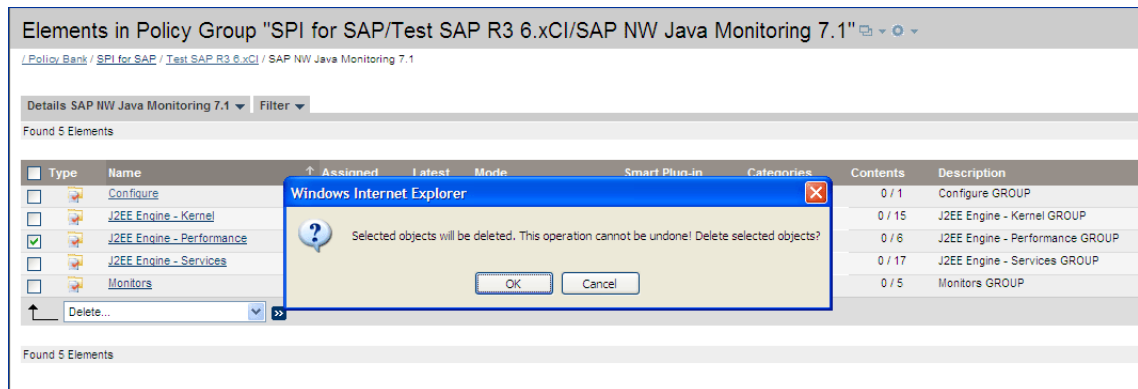 Elements in Policy Group "SPI for SAP/Test SAP R3 6.xCI/SAP NW Java Monitoring 7.1"
/ Policy Bank / SPI for SAP / Test SAP R3 6.xCI / SAP NW Java Monitoring 7.1
Details SAP NW Java Monitoring 7.1 Filter
Found 5 Elements
Type Name Assigned Latest Mode Smart Plug-in Categories Contents Description
Configure 0 / 1 Configure GROUP
Windows Internet Explorer
J2EE Engine - Kernel 0 / 15 J2EE Engine - Kernel GROUP
J2EE Engine - Performance 0 / 6 J2EE Engine - Performance GROUP
Selected objects will be deleted. This operation cannot be undone! Delete selected objects?
J2EE Engine - Services 0 / 17 J2EE Engine - Services GROUP
Monitors 0 / 5 Monitors GROUP
OK Cancel
Delete...
Found 5 Elements